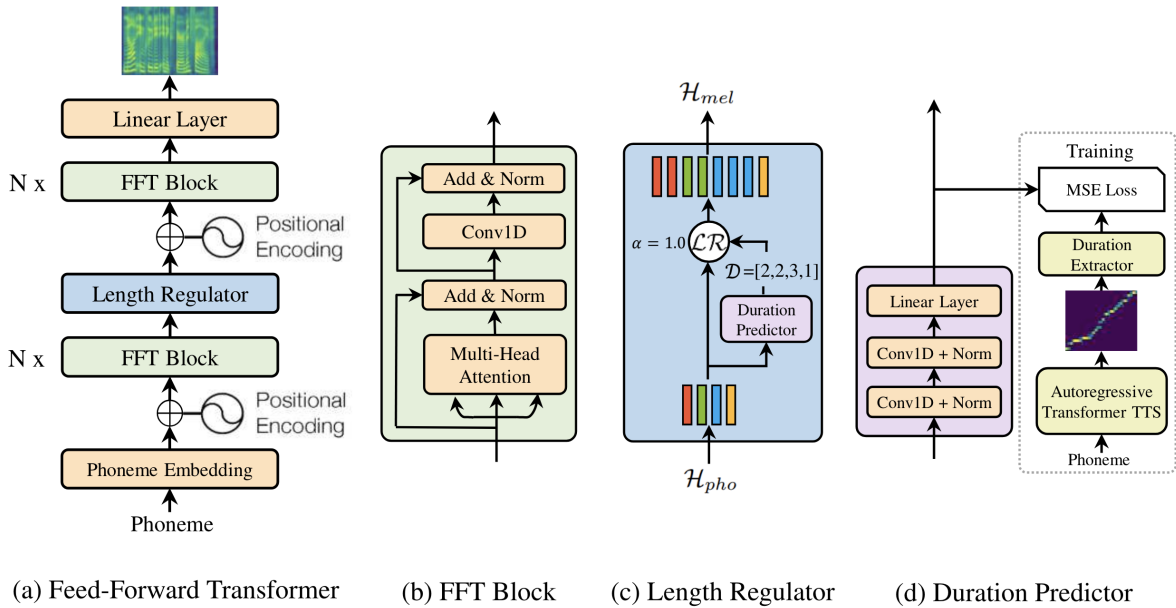 Linear Layer
N x
FFT Block
Positional
Encoding
Length Regulator
N x
FFT Block
Positional
Encoding
Phoneme Embedding
Phoneme
(a) Feed-Forward Transformer
Add & Norm
Conv1D
Add & Norm
Multi-Head
Attention
(b) FFT Block
ℋ_mel
α = 1.0
ℒℛ
𝒟=[2,2,3,1]
Duration
Predictor
ℋ_pho
(c) Length Regulator
Linear Layer
Conv1D + Norm
Conv1D + Norm
Training
MSE Loss
Duration
Extractor
Autoregressive
Transformer TTS
Phoneme
(d) Duration Predictor